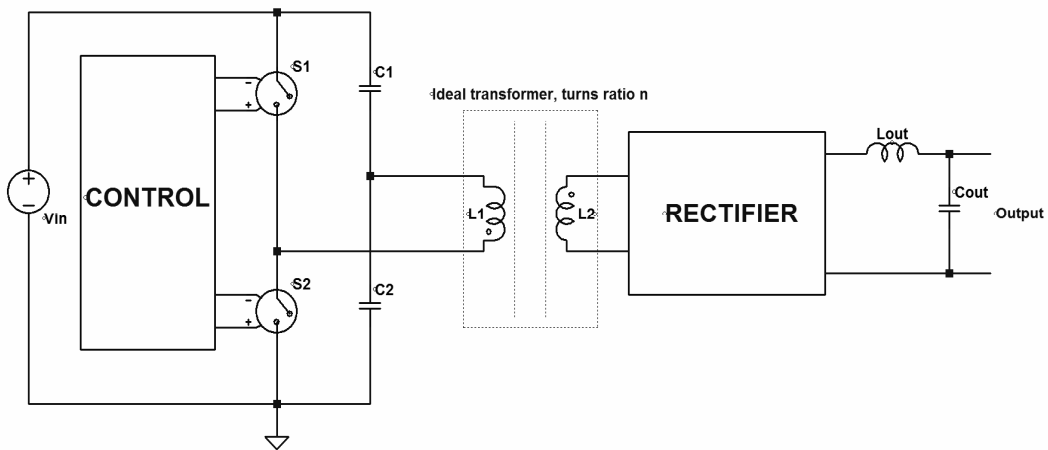 S1
C1
Ideal transformer, turns ratio n
Lout
CONTROL
Vin
L1
L2
RECTIFIER
Cout
Output
S2
C2